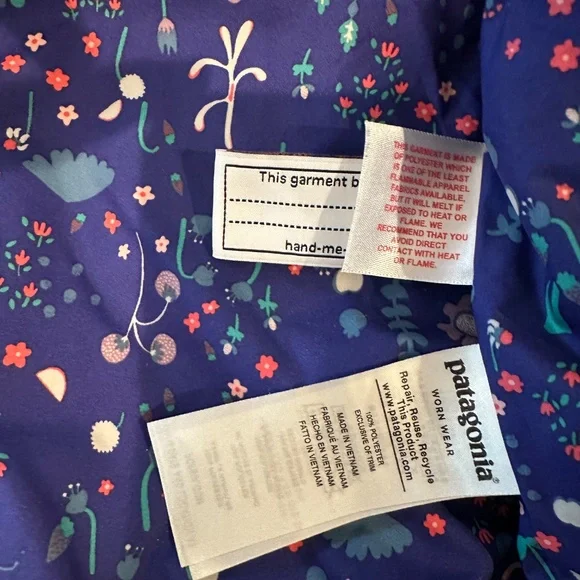 This garment b
hand-me-
THIS GARMENT IS MADE
OF POLYESTER WHICH
IS ONE OF THE LEAST
FLAMMABLE APPAREL
FABRICS AVAILABLE,
BUT IT WILL MELT IF
EXPOSED TO HEAT OR
FLAME. WE
RECOMMEND THAT YOU
AVOID DIRECT
CONTACT WITH HEAT
OR FLAME.
patagonia®
WORN WEAR
Repair, Reuse, Recycle
This Product
www.patagonia.com
100% POLYESTER
EXCLUSIVE OF TRIM
MADE IN VIETNAM
FABRIQUÉ AU VIETNAM
HECHO EN VIETNAM
FATTO IN VIETNAM